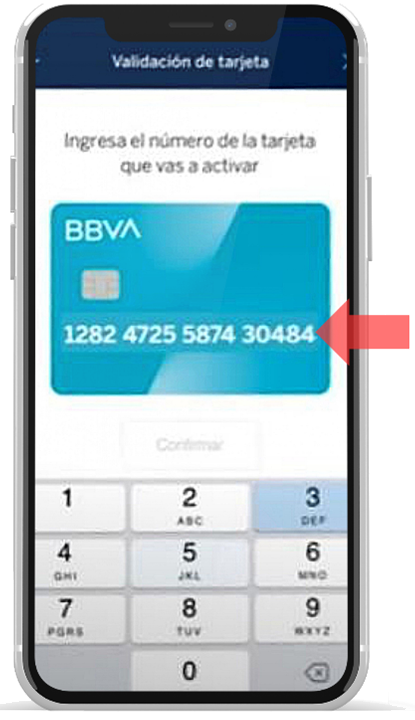 Validación de tarjeta
Ingresa el número de la tarjeta
que vas a activar
BBVA
1282 4725 5874 30484
Confirmar
1 2 3
ABC DEF
4 5 6
GHI JKL MNO
7 8 9
PQRS TUV WXYZ
0